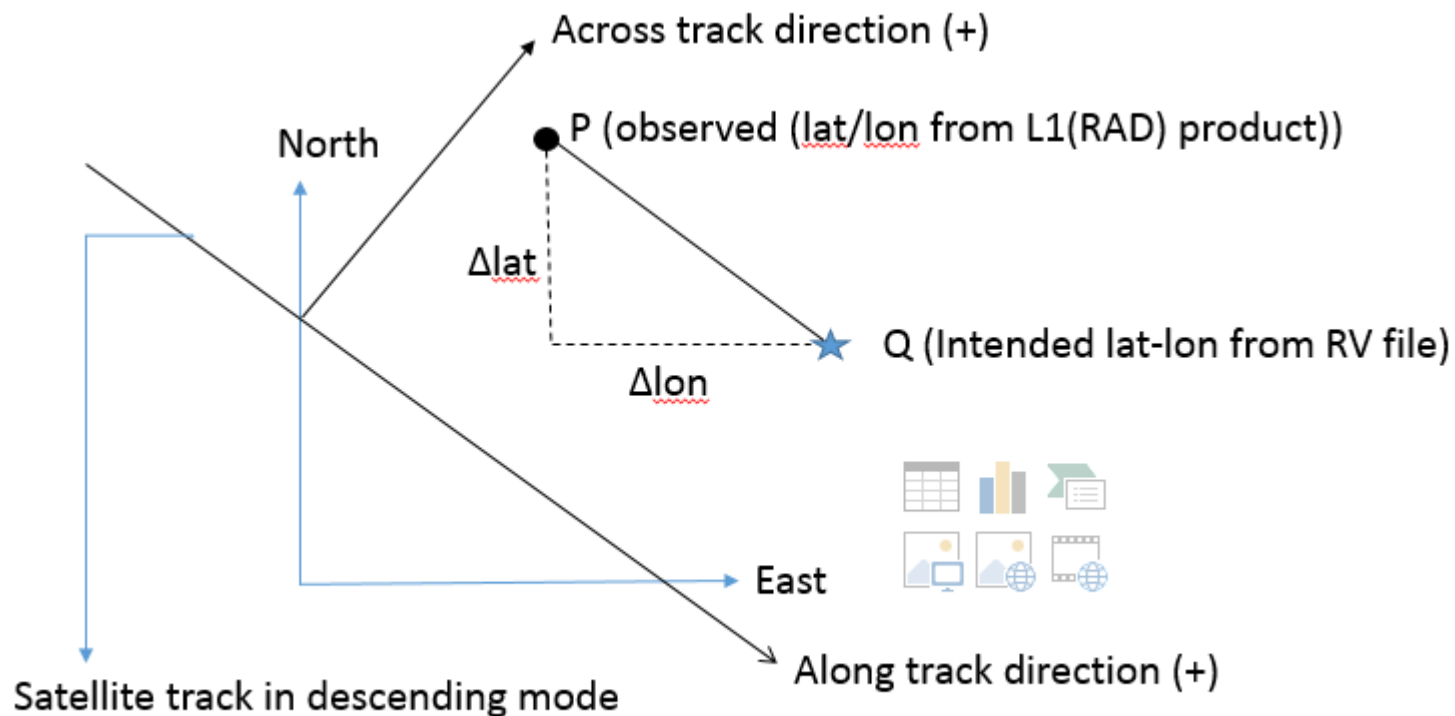 Across track direction (+)
P (observed (lat/lon from L1(RAD) product))
North
Δlat
Q (Intended lat-lon from RV file)
Δlon
East
Along track direction (+)
Satellite track in descending mode